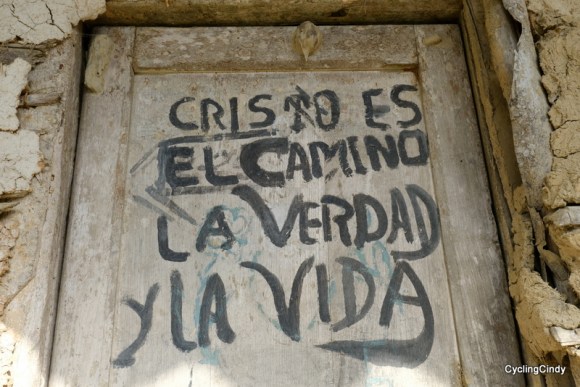 CRISTO ES
EL CAMINO
LA VERDAD
Y LA VIDA
CyclingCindy